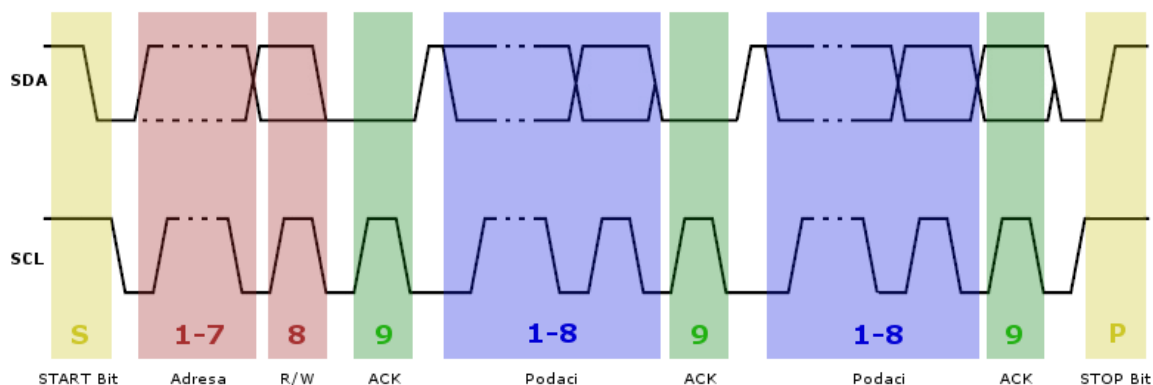 SDA
SCL
S 1-7 8 9 1-8 9 1-8 9 P
START Bit Adresa R/W ACK Podaci ACK Podaci ACK STOP Bit